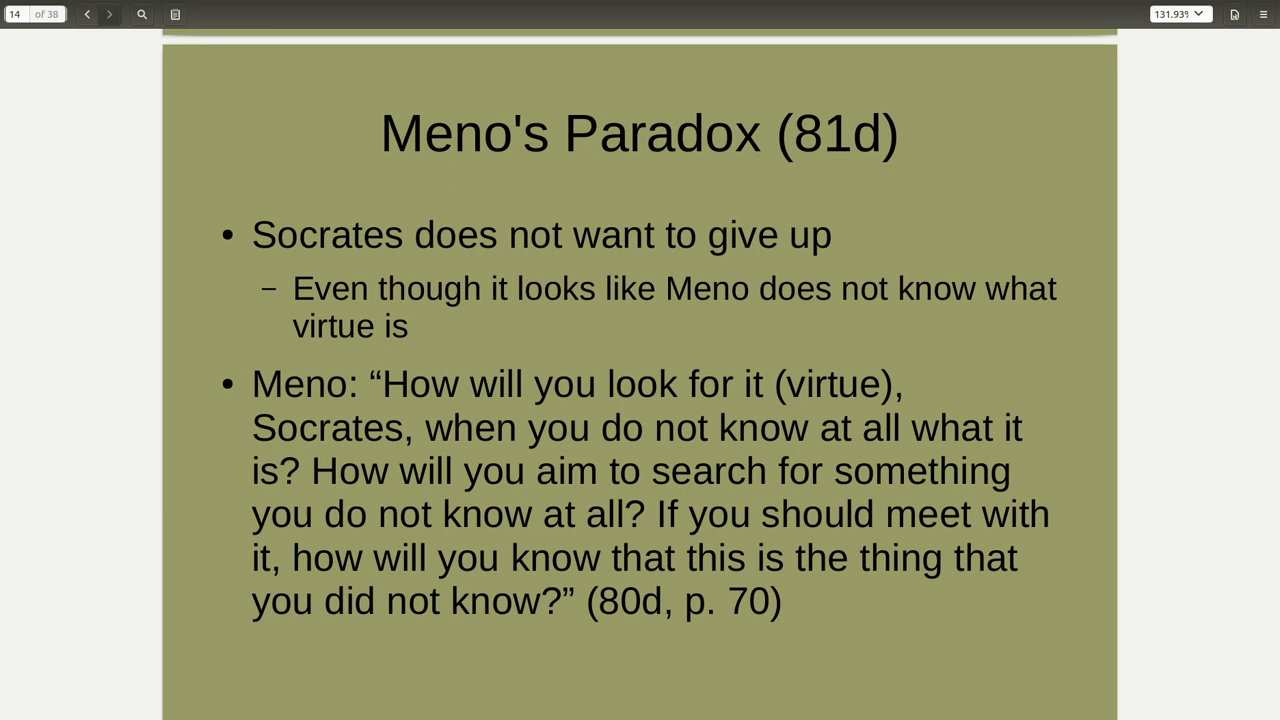 14 of 38
131.93%
Meno's Paradox (81d)
• Socrates does not want to give up
– Even though it looks like Meno does not know what
virtue is
• Meno: “How will you look for it (virtue),
Socrates, when you do not know at all what it
is? How will you aim to search for something
you do not know at all? If you should meet with
it, how will you know that this is the thing that
you did not know?” (80d, p. 70)